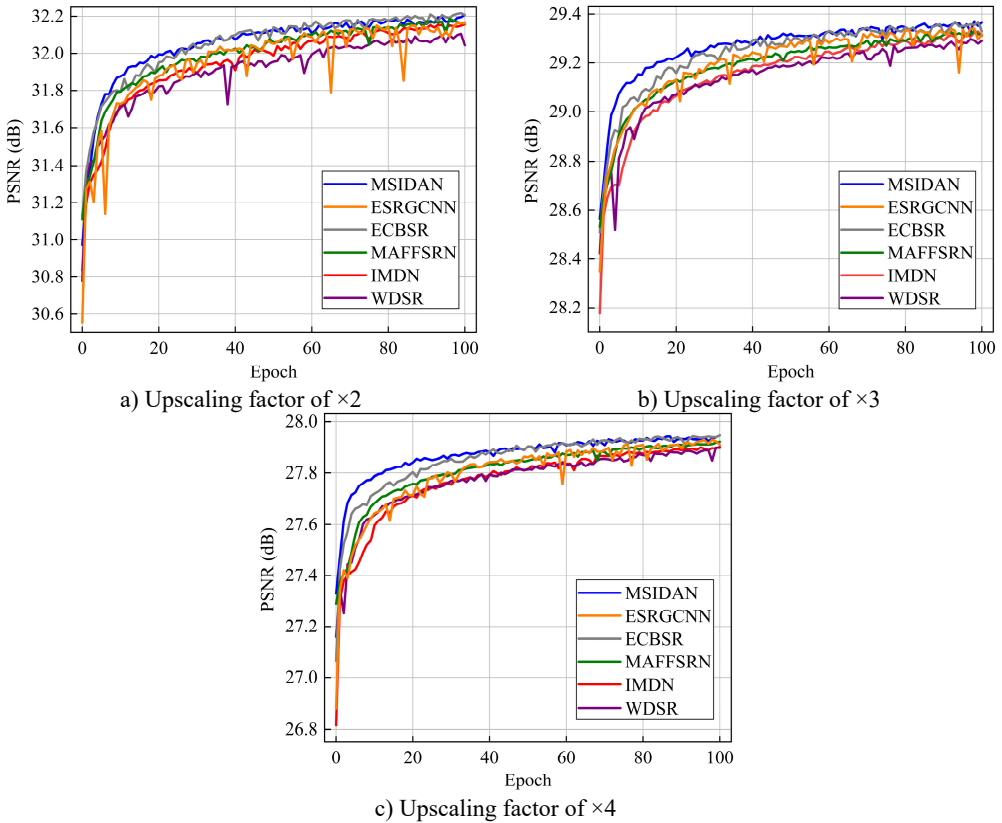 PSNR (dB)
32.2
32.0
31.8
31.6
31.4
31.2
31.0
30.8
30.6
MSIDAN
ESRGCNN
ECBSR
MAFFSRN
IMDN
WDSR
0 20 40 60 80 100
Epoch
a) Upscaling factor of ×2
PSNR (dB)
29.4
29.2
29.0
28.8
28.6
28.4
28.2
MSIDAN
ESRGCNN
ECBSR
MAFFSRN
IMDN
WDSR
0 20 40 60 80 100
Epoch
b) Upscaling factor of ×3
PSNR (dB)
28.0
27.8
27.6
27.4
27.2
27.0
26.8
MSIDAN
ESRGCNN
ECBSR
MAFFSRN
IMDN
WDSR
0 20 40 60 80 100
Epoch
c) Upscaling factor of ×4